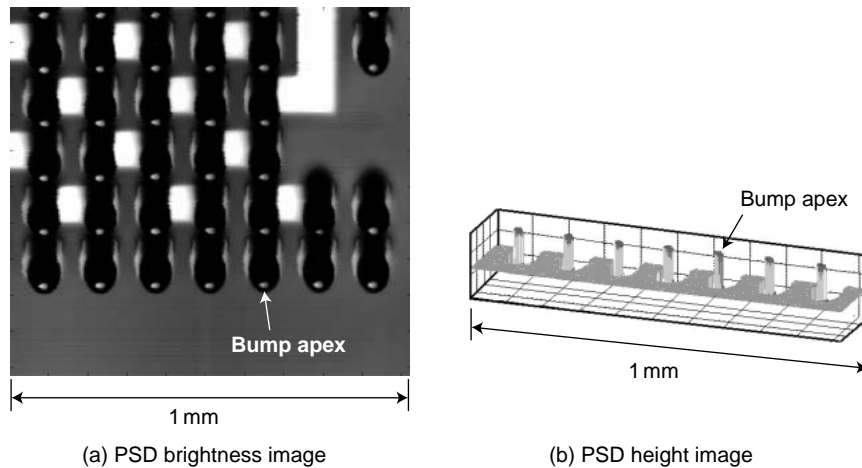 Bump apex
1 mm
(a) PSD brightness image
Bump apex
1 mm
(b) PSD height image